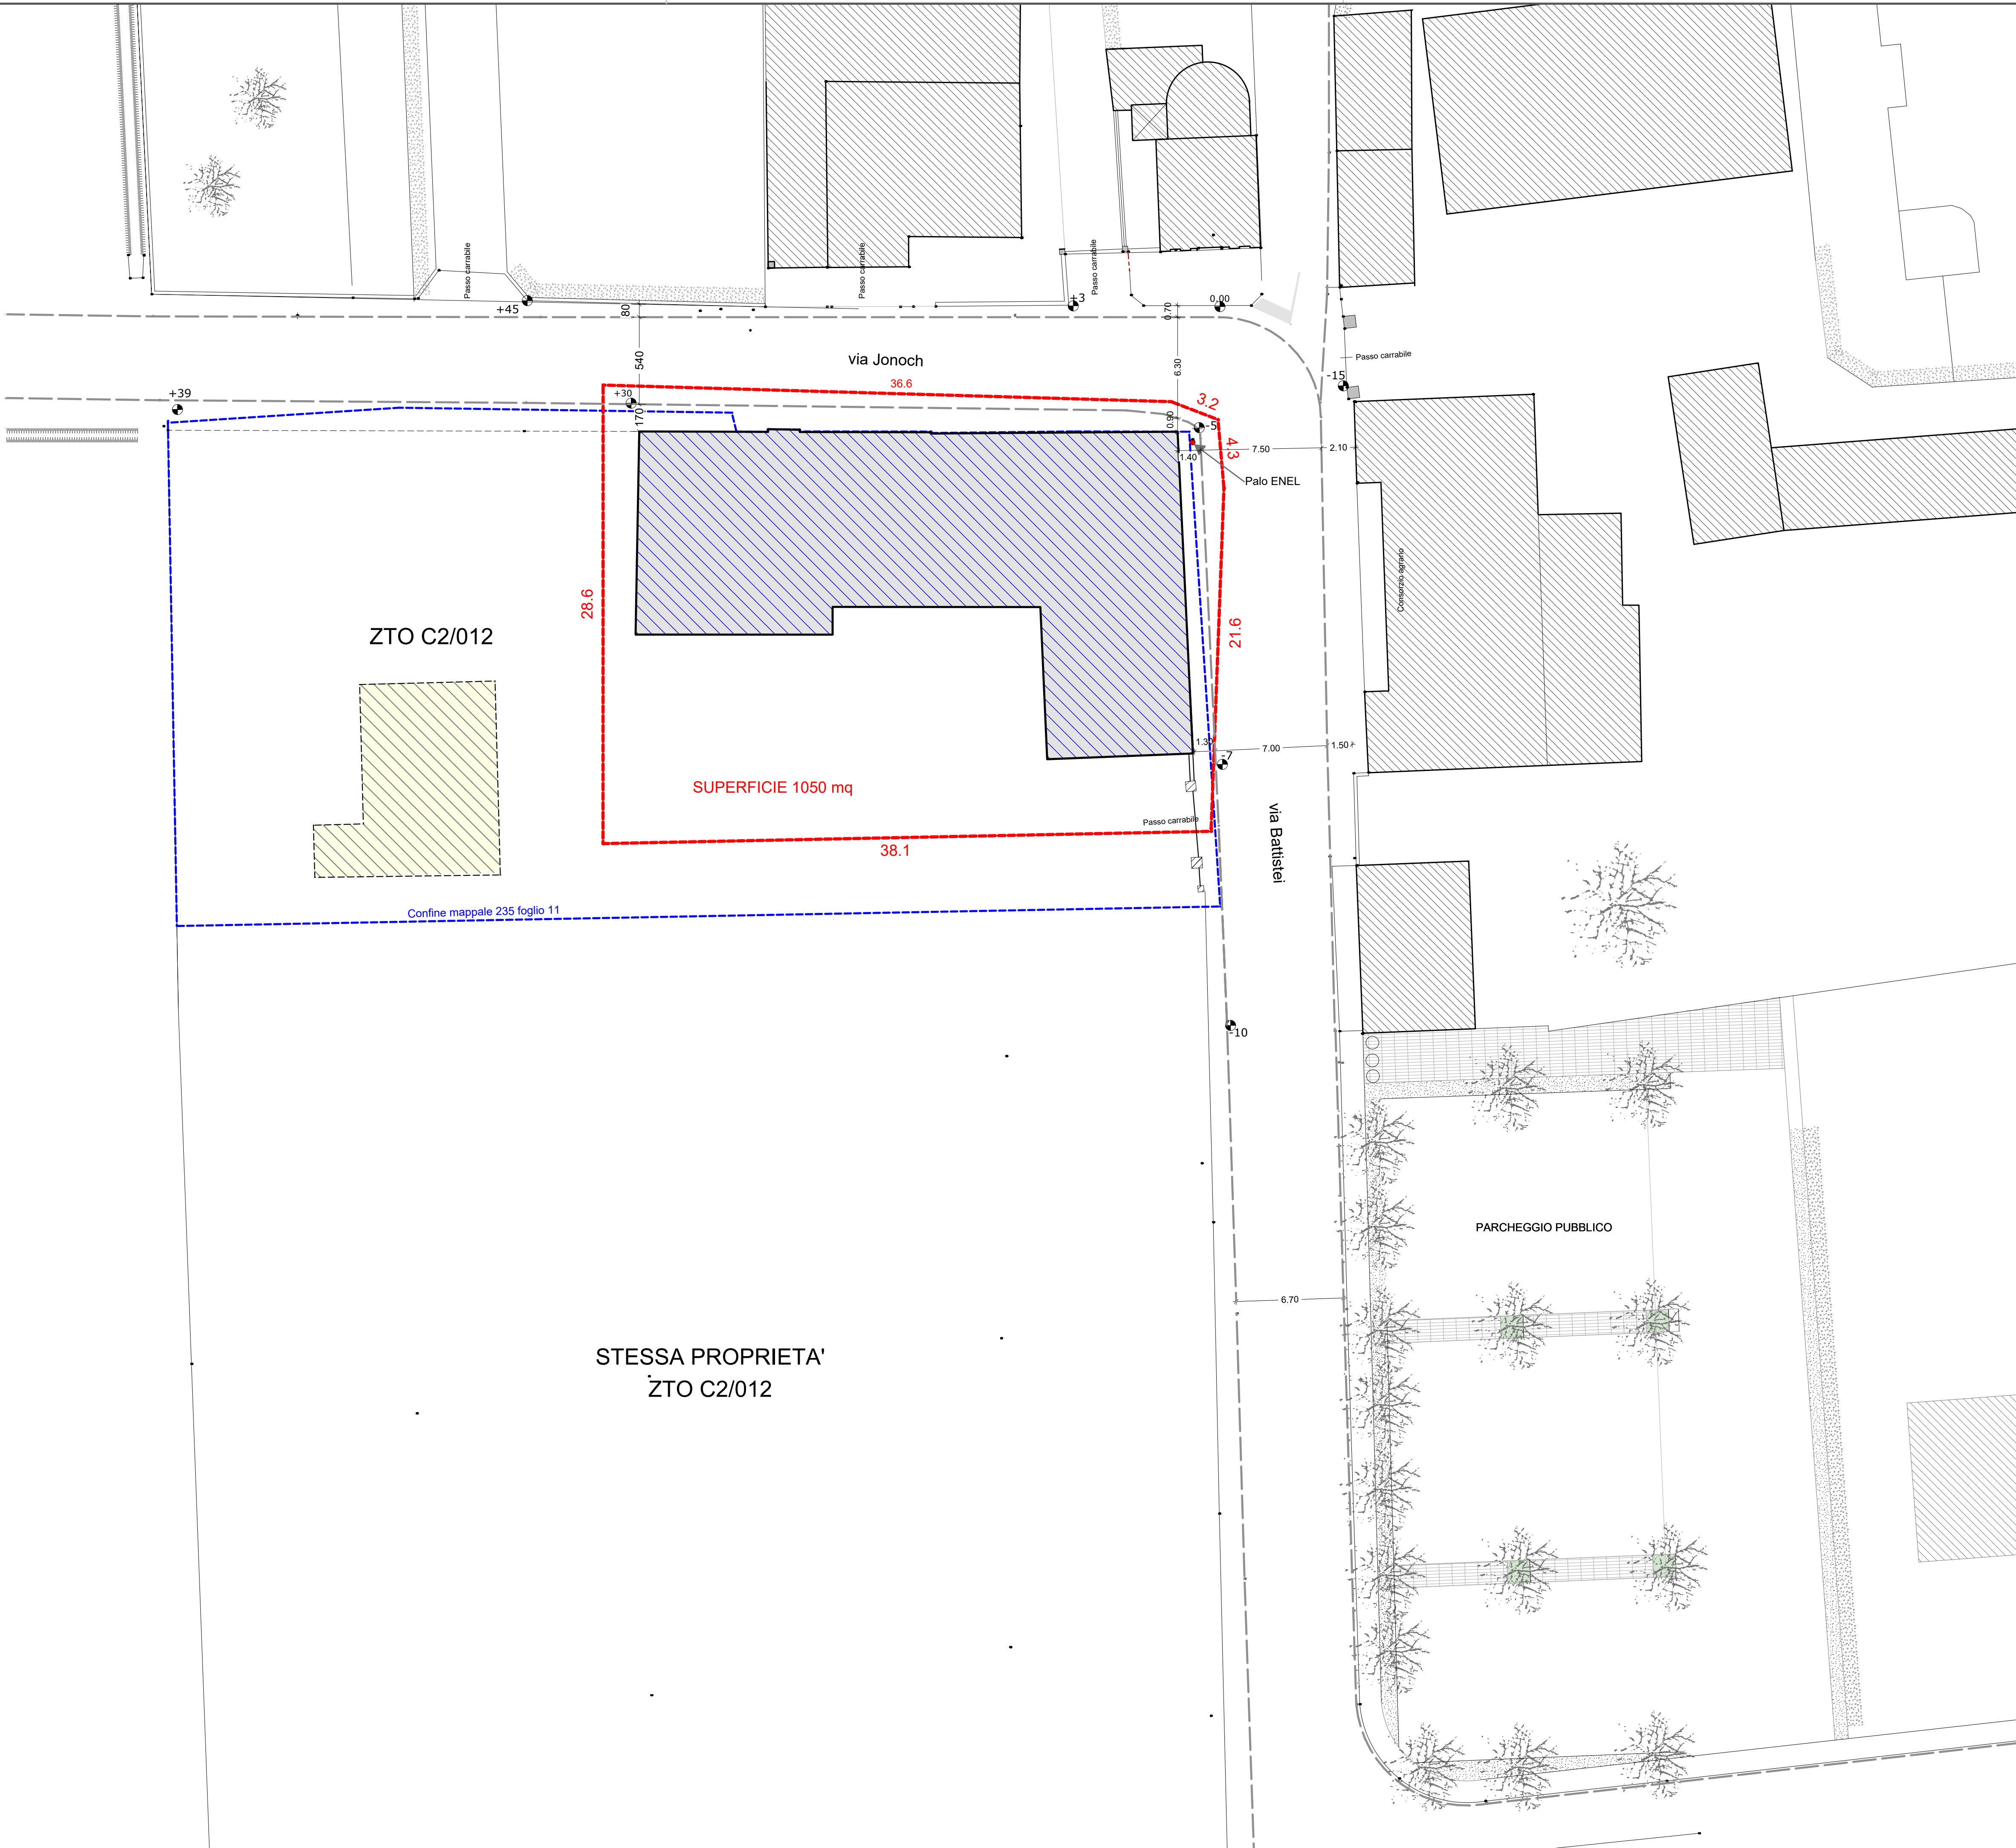 Passo carrabile
Passo carrabile
Passo carrabile
+45
80
+3
0.70
0.00
540
via Jonoch
6.30
Passo carrabile
-15
36.6
+39
+30
170
3.2
0.90
-5
4.3
1.40
7.50
2.10
Palo ENEL
Consorzio agrario
28.6
ZTO C2/012
21.6
1.30
-7
7.00
1.50
SUPERFICIE 1050 mq
Passo carrabile
via Battistei
38.1
Confine mappale 235 foglio 11
-10
PARCHEGGIO PUBBLICO
6.70
STESSA PROPRIETA'
ZTO C2/012